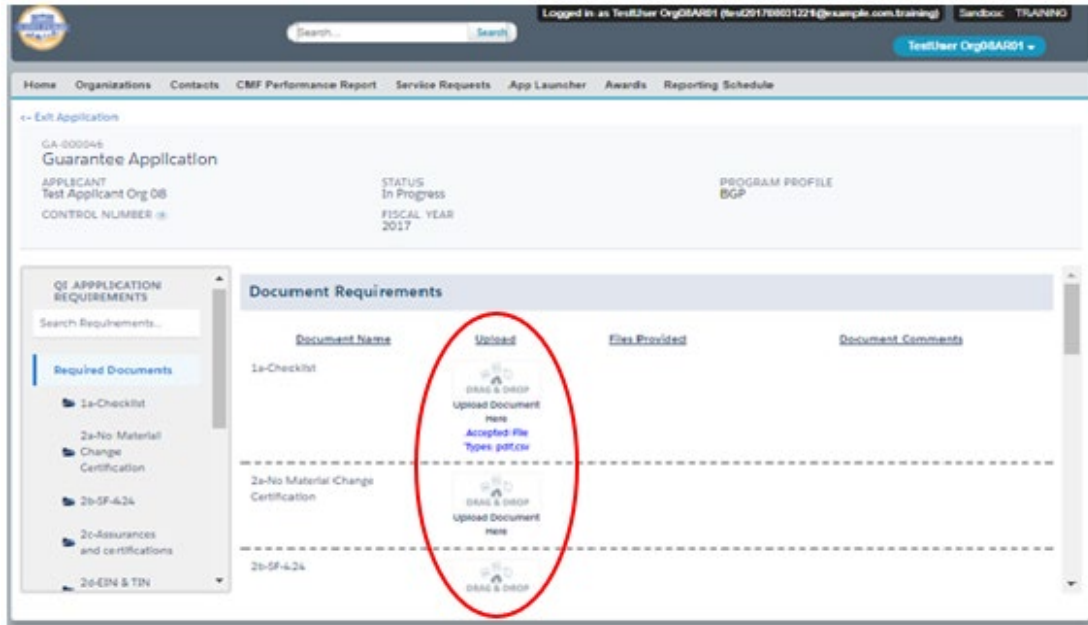 Logged in as TestUser Org08AR01 (test201708031221@example.com.training) Sandbox: TRAINING
Search... Search
TestUser Org08AR01
Home Organizations Contacts CMF Performance Report Service Requests App Launcher Awards Reporting Schedule
<- Exit Application
GA-000046
Guarantee Application
APPLICANT STATUS PROGRAM PROFILE
Test Applicant Org 08 In Progress BGP
CONTROL NUMBER FISCAL YEAR
2017
QI APPPLICATION
REQUIREMENTS
Search Requirements...
Required Documents
1a-Checklist
2a-No Material
Change
Certification
2b-SF-424
2c-Assurances
and certifications
2d-EIN & TIN
Document Requirements
Document Name Upload Files Provided Document Comments
1a-Checklist
DRAG & DROP
Upload Document
Here
Accepted File
Types: pdf,csv
2a-No Material Change
Certification
DRAG & DROP
Upload Document
Here
2b-SF-424
DRAG & DROP